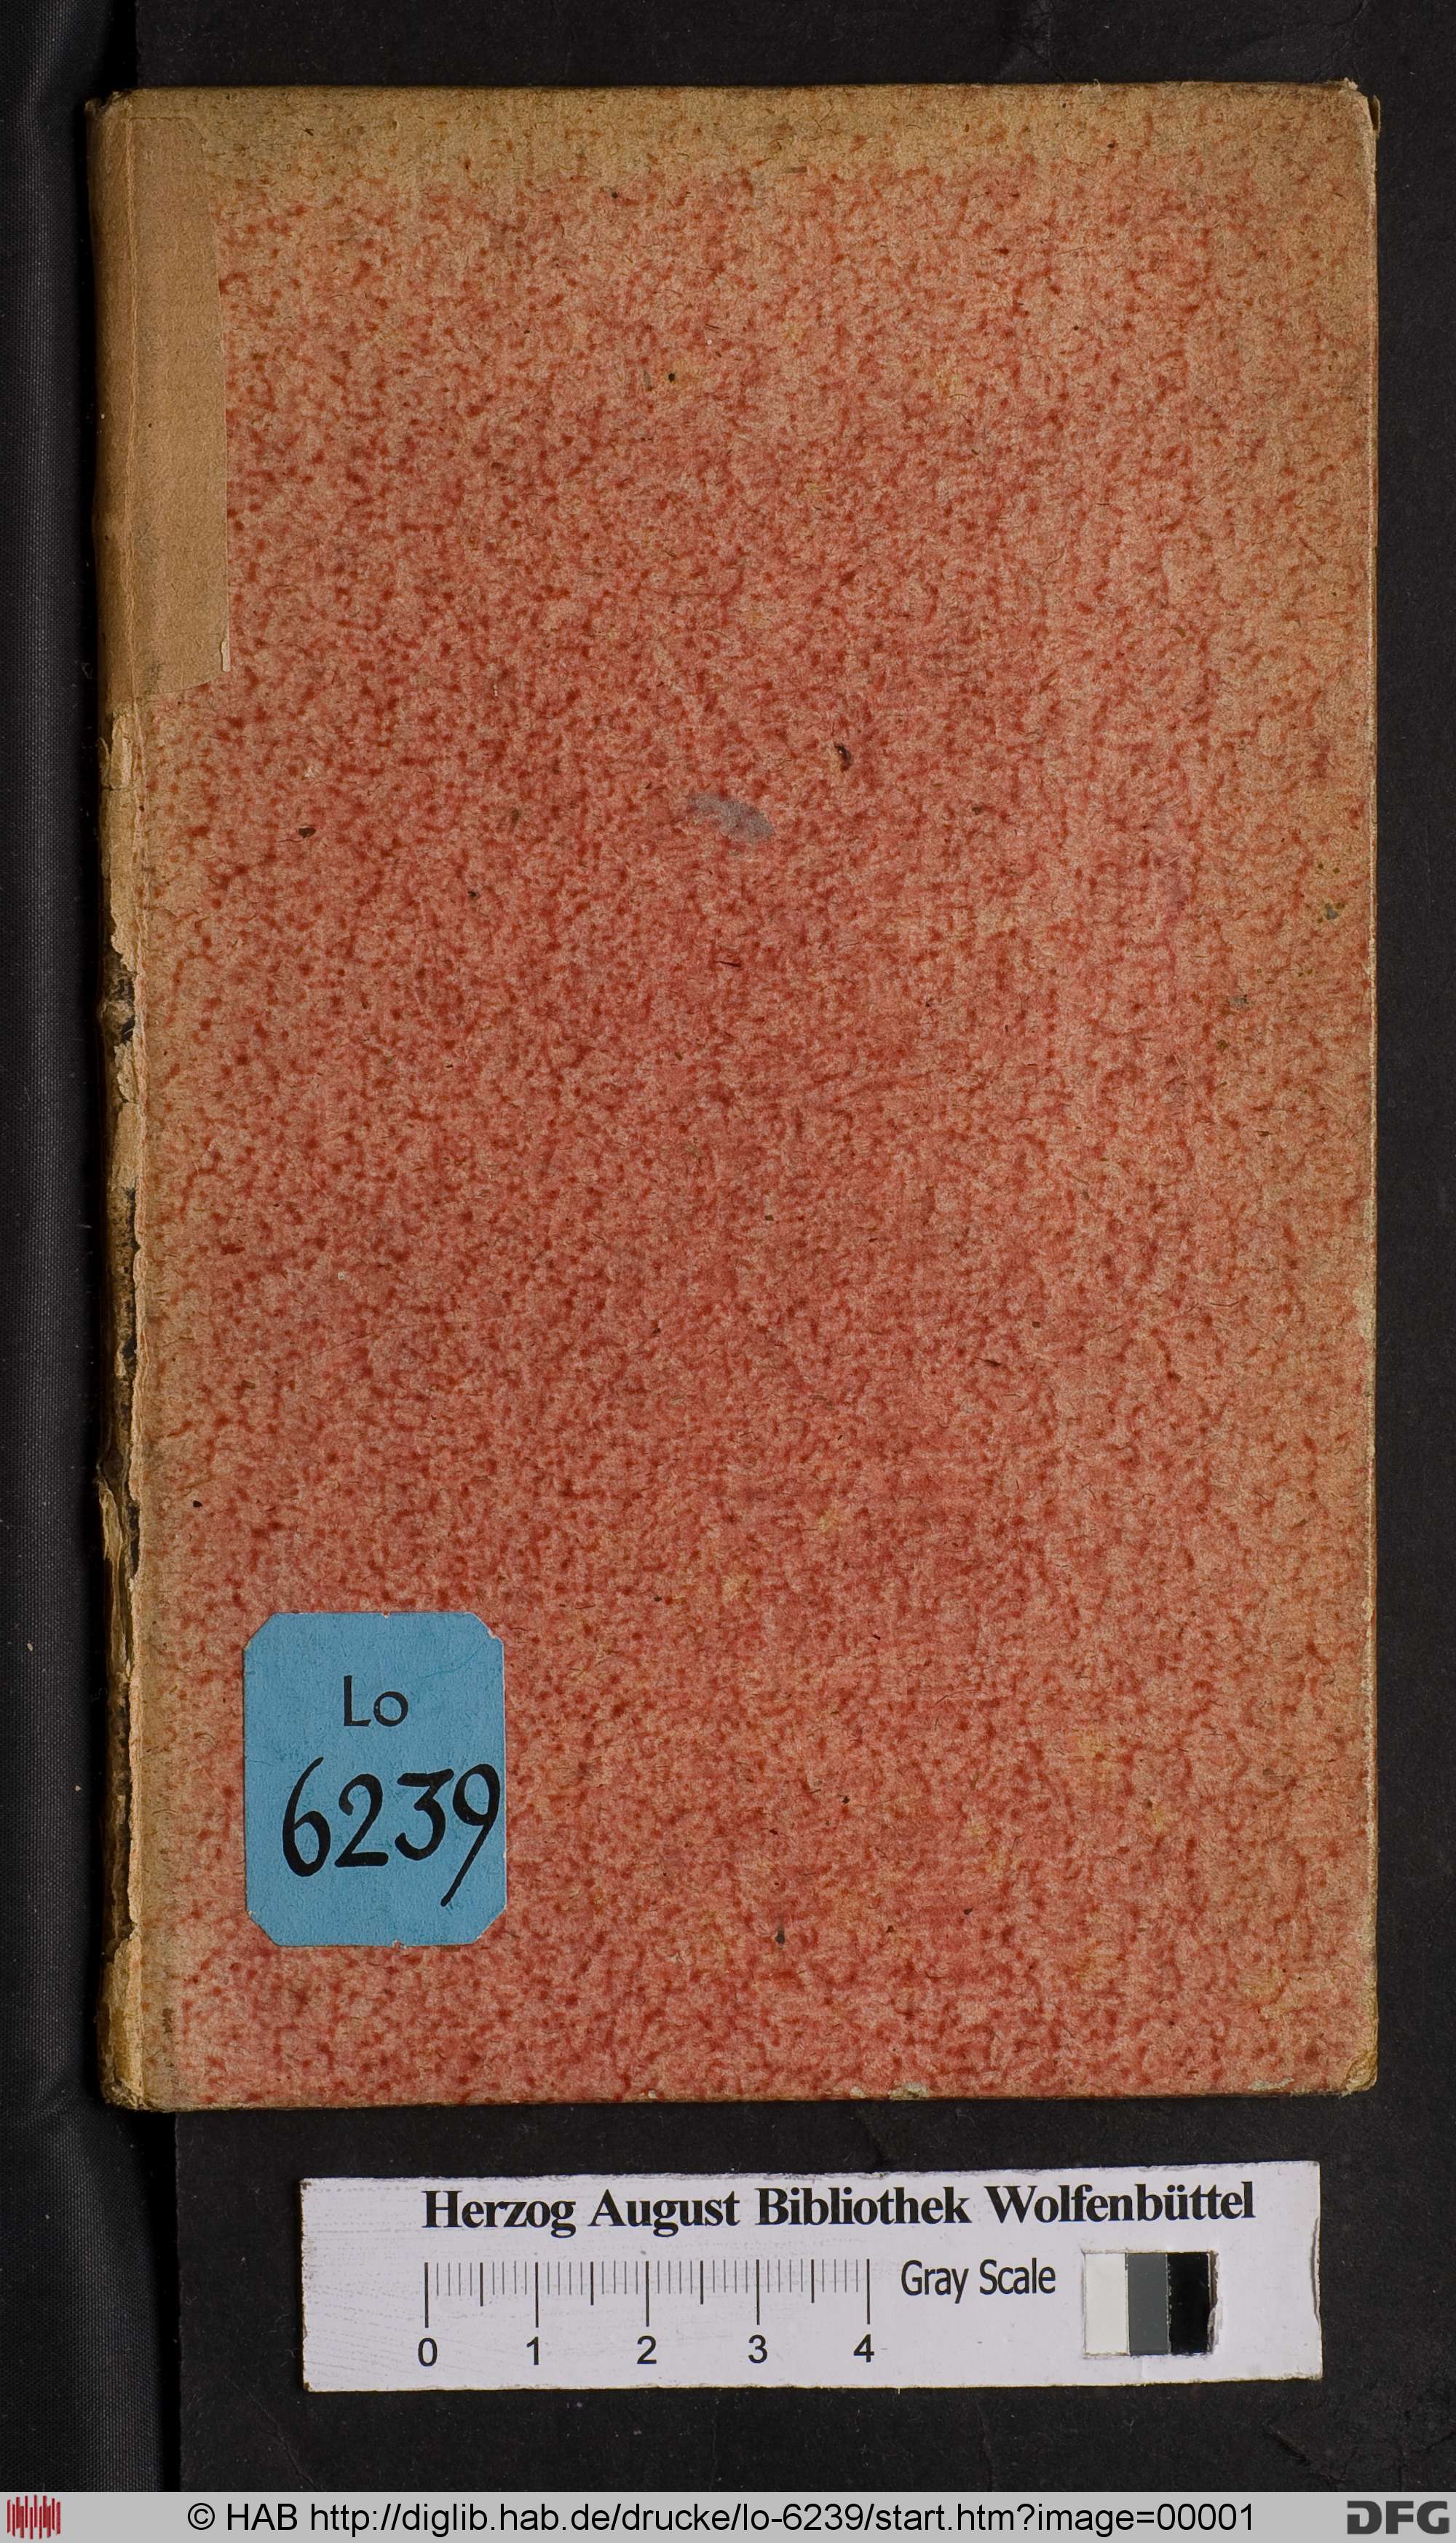 Lo
6239
Herzog August Bibliothek Wolfenbüttel
Gray Scale
0 1 2 3 4
© HAB http://diglib.hab.de/drucke/lo-6239/start.htm?image=00001
DFG